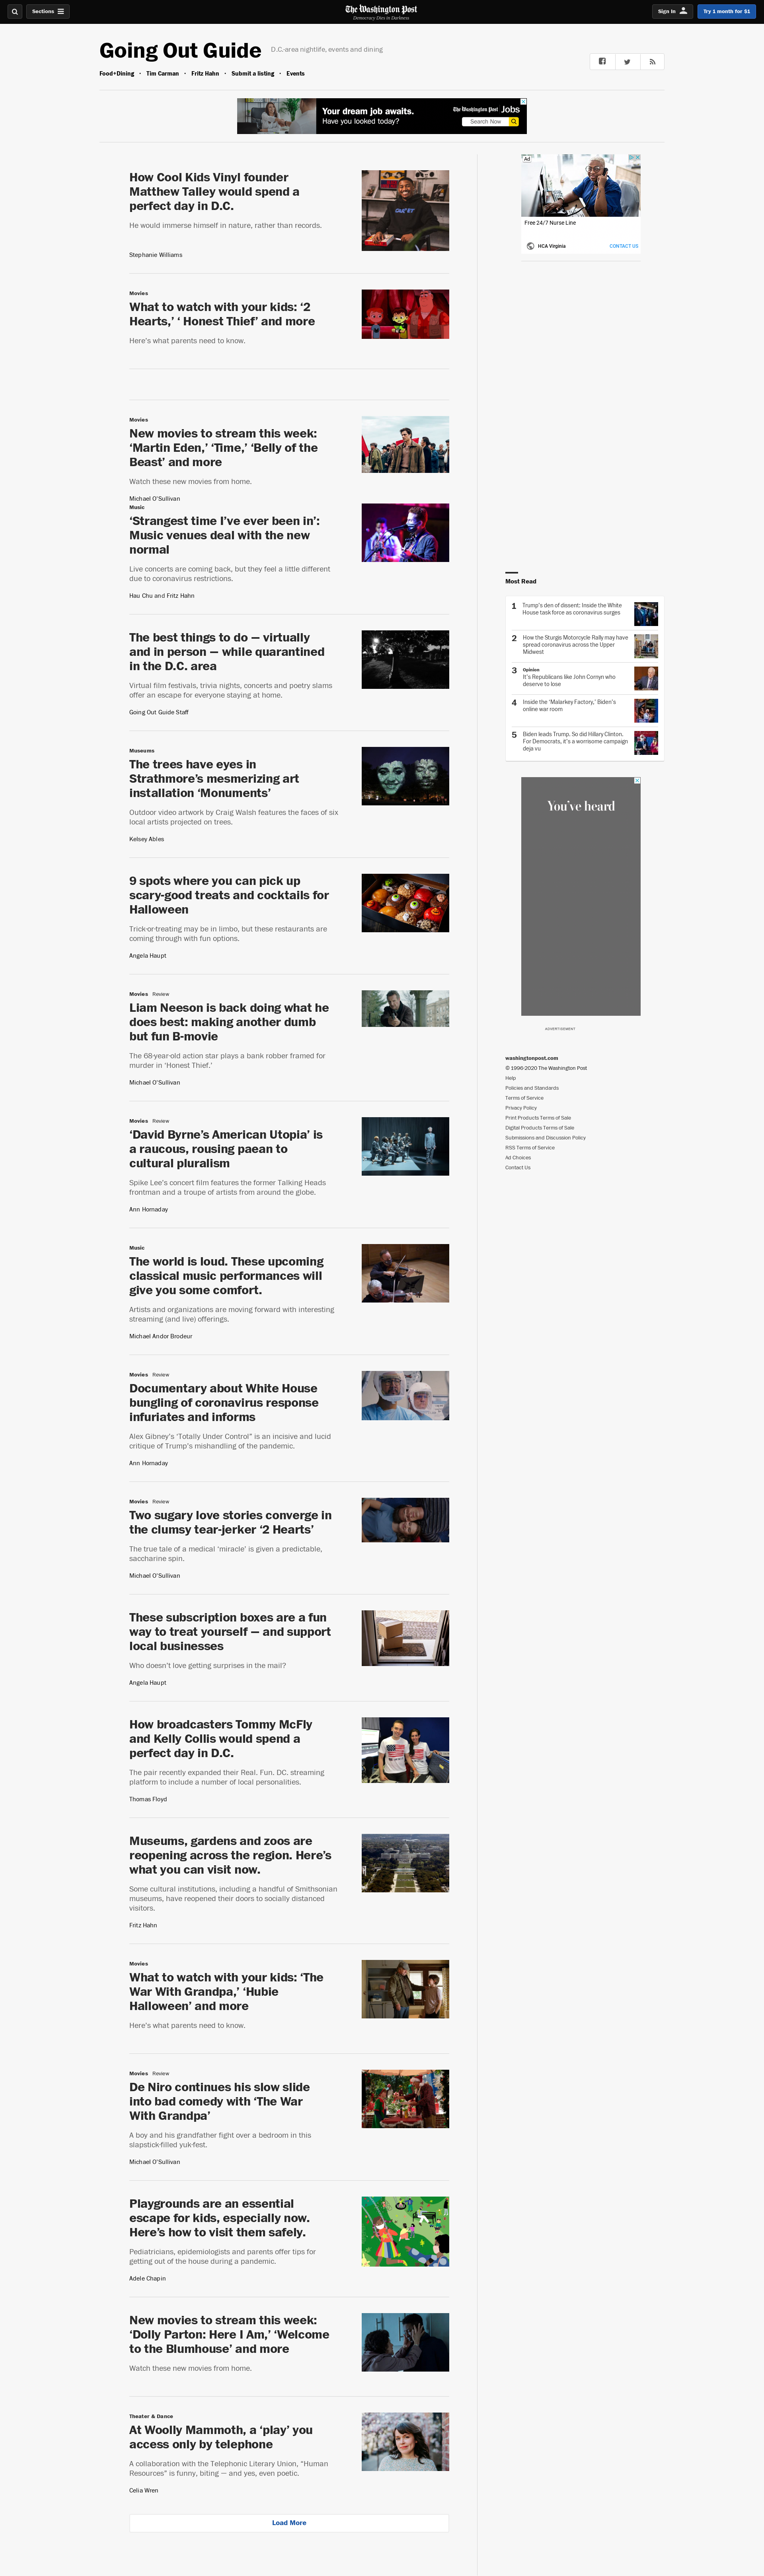 Sections
The Washington Post
Democracy Dies in Darkness
Sign In
Try 1 month for $1
Going Out Guide
D.C.-area nightlife, events and dining
Food+Dining • Tim Carman • Fritz Hahn • Submit a listing • Events
Your dream job awaits.
Have you looked today?
The Washington Post Jobs
Search Now
How Cool Kids Vinyl founder
Matthew Talley would spend a
perfect day in D.C.
He would immerse himself in nature, rather than records.
Stephanie Williams
Movies
What to watch with your kids: ‘2
Hearts,’ ‘ Honest Thief’ and more
Here’s what parents need to know.
Movies
New movies to stream this week:
‘Martin Eden,’ ‘Time,’ ‘Belly of the
Beast’ and more
Watch these new movies from home.
Michael O’Sullivan
Music
‘Strangest time I’ve ever been in’:
Music venues deal with the new
normal
Live concerts are coming back, but they feel a little different
due to coronavirus restrictions.
Hau Chu and Fritz Hahn
The best things to do — virtually
and in person — while quarantined
in the D.C. area
Virtual film festivals, trivia nights, concerts and poetry slams
offer an escape for everyone staying at home.
Going Out Guide Staff
Museums
The trees have eyes in
Strathmore’s mesmerizing art
installation ‘Monuments’
Outdoor video artwork by Craig Walsh features the faces of six
local artists projected on trees.
Kelsey Ables
9 spots where you can pick up
scary-good treats and cocktails for
Halloween
Trick-or-treating may be in limbo, but these restaurants are
coming through with fun options.
Angela Haupt
Movies Review
Liam Neeson is back doing what he
does best: making another dumb
but fun B-movie
The 68-year-old action star plays a bank robber framed for
murder in ‘Honest Thief.’
Michael O’Sullivan
Movies Review
‘David Byrne’s American Utopia’ is
a raucous, rousing paean to
cultural pluralism
Spike Lee’s concert film features the former Talking Heads
frontman and a troupe of artists from around the globe.
Ann Hornaday
Music
The world is loud. These upcoming
classical music performances will
give you some comfort.
Artists and organizations are moving forward with interesting
streaming (and live) offerings.
Michael Andor Brodeur
Movies Review
Documentary about White House
bungling of coronavirus response
infuriates and informs
Alex Gibney’s ‘Totally Under Control” is an incisive and lucid
critique of Trump’s mishandling of the pandemic.
Ann Hornaday
Movies Review
Two sugary love stories converge in
the clumsy tear-jerker ‘2 Hearts’
The true tale of a medical ‘miracle’ is given a predictable,
saccharine spin.
Michael O’Sullivan
These subscription boxes are a fun
way to treat yourself — and support
local businesses
Who doesn’t love getting surprises in the mail?
Angela Haupt
How broadcasters Tommy McFly
and Kelly Collis would spend a
perfect day in D.C.
The pair recently expanded their Real. Fun. DC. streaming
platform to include a number of local personalities.
Thomas Floyd
Museums, gardens and zoos are
reopening across the region. Here’s
what you can visit now.
Some cultural institutions, including a handful of Smithsonian
museums, have reopened their doors to socially distanced
visitors.
Fritz Hahn
Movies
What to watch with your kids: ‘The
War With Grandpa,’ ‘Hubie
Halloween’ and more
Here’s what parents need to know.
Movies Review
De Niro continues his slow slide
into bad comedy with ‘The War
With Grandpa’
A boy and his grandfather fight over a bedroom in this
slapstick-filled yuk-fest.
Michael O’Sullivan
Playgrounds are an essential
escape for kids, especially now.
Here’s how to visit them safely.
Pediatricians, epidemiologists and parents offer tips for
getting out of the house during a pandemic.
Adele Chapin
New movies to stream this week:
‘Dolly Parton: Here I Am,’ ‘Welcome
to the Blumhouse’ and more
Watch these new movies from home.
Theater & Dance
At Woolly Mammoth, a ‘play’ you
access only by telephone
A collaboration with the Telephonic Literary Union, “Human
Resources” is funny, biting — and yes, even poetic.
Celia Wren
Load More
Ad
Free 24/7 Nurse Line
HCA Virginia
CONTACT US
Most Read
1 Trump’s den of dissent: Inside the White
House task force as coronavirus surges
2 How the Sturgis Motorcycle Rally may have
spread coronavirus across the Upper
Midwest
3 Opinion
It’s Republicans like John Cornyn who
deserve to lose
4 Inside the ‘Malarkey Factory,’ Biden’s
online war room
5 Biden leads Trump. So did Hillary Clinton.
For Democrats, it’s a worrisome campaign
deja vu
You’ve heard
ADVERTISEMENT
washingtonpost.com
© 1996-2020 The Washington Post
Help
Policies and Standards
Terms of Service
Privacy Policy
Print Products Terms of Sale
Digital Products Terms of Sale
Submissions and Discussion Policy
RSS Terms of Service
Ad Choices
Contact Us